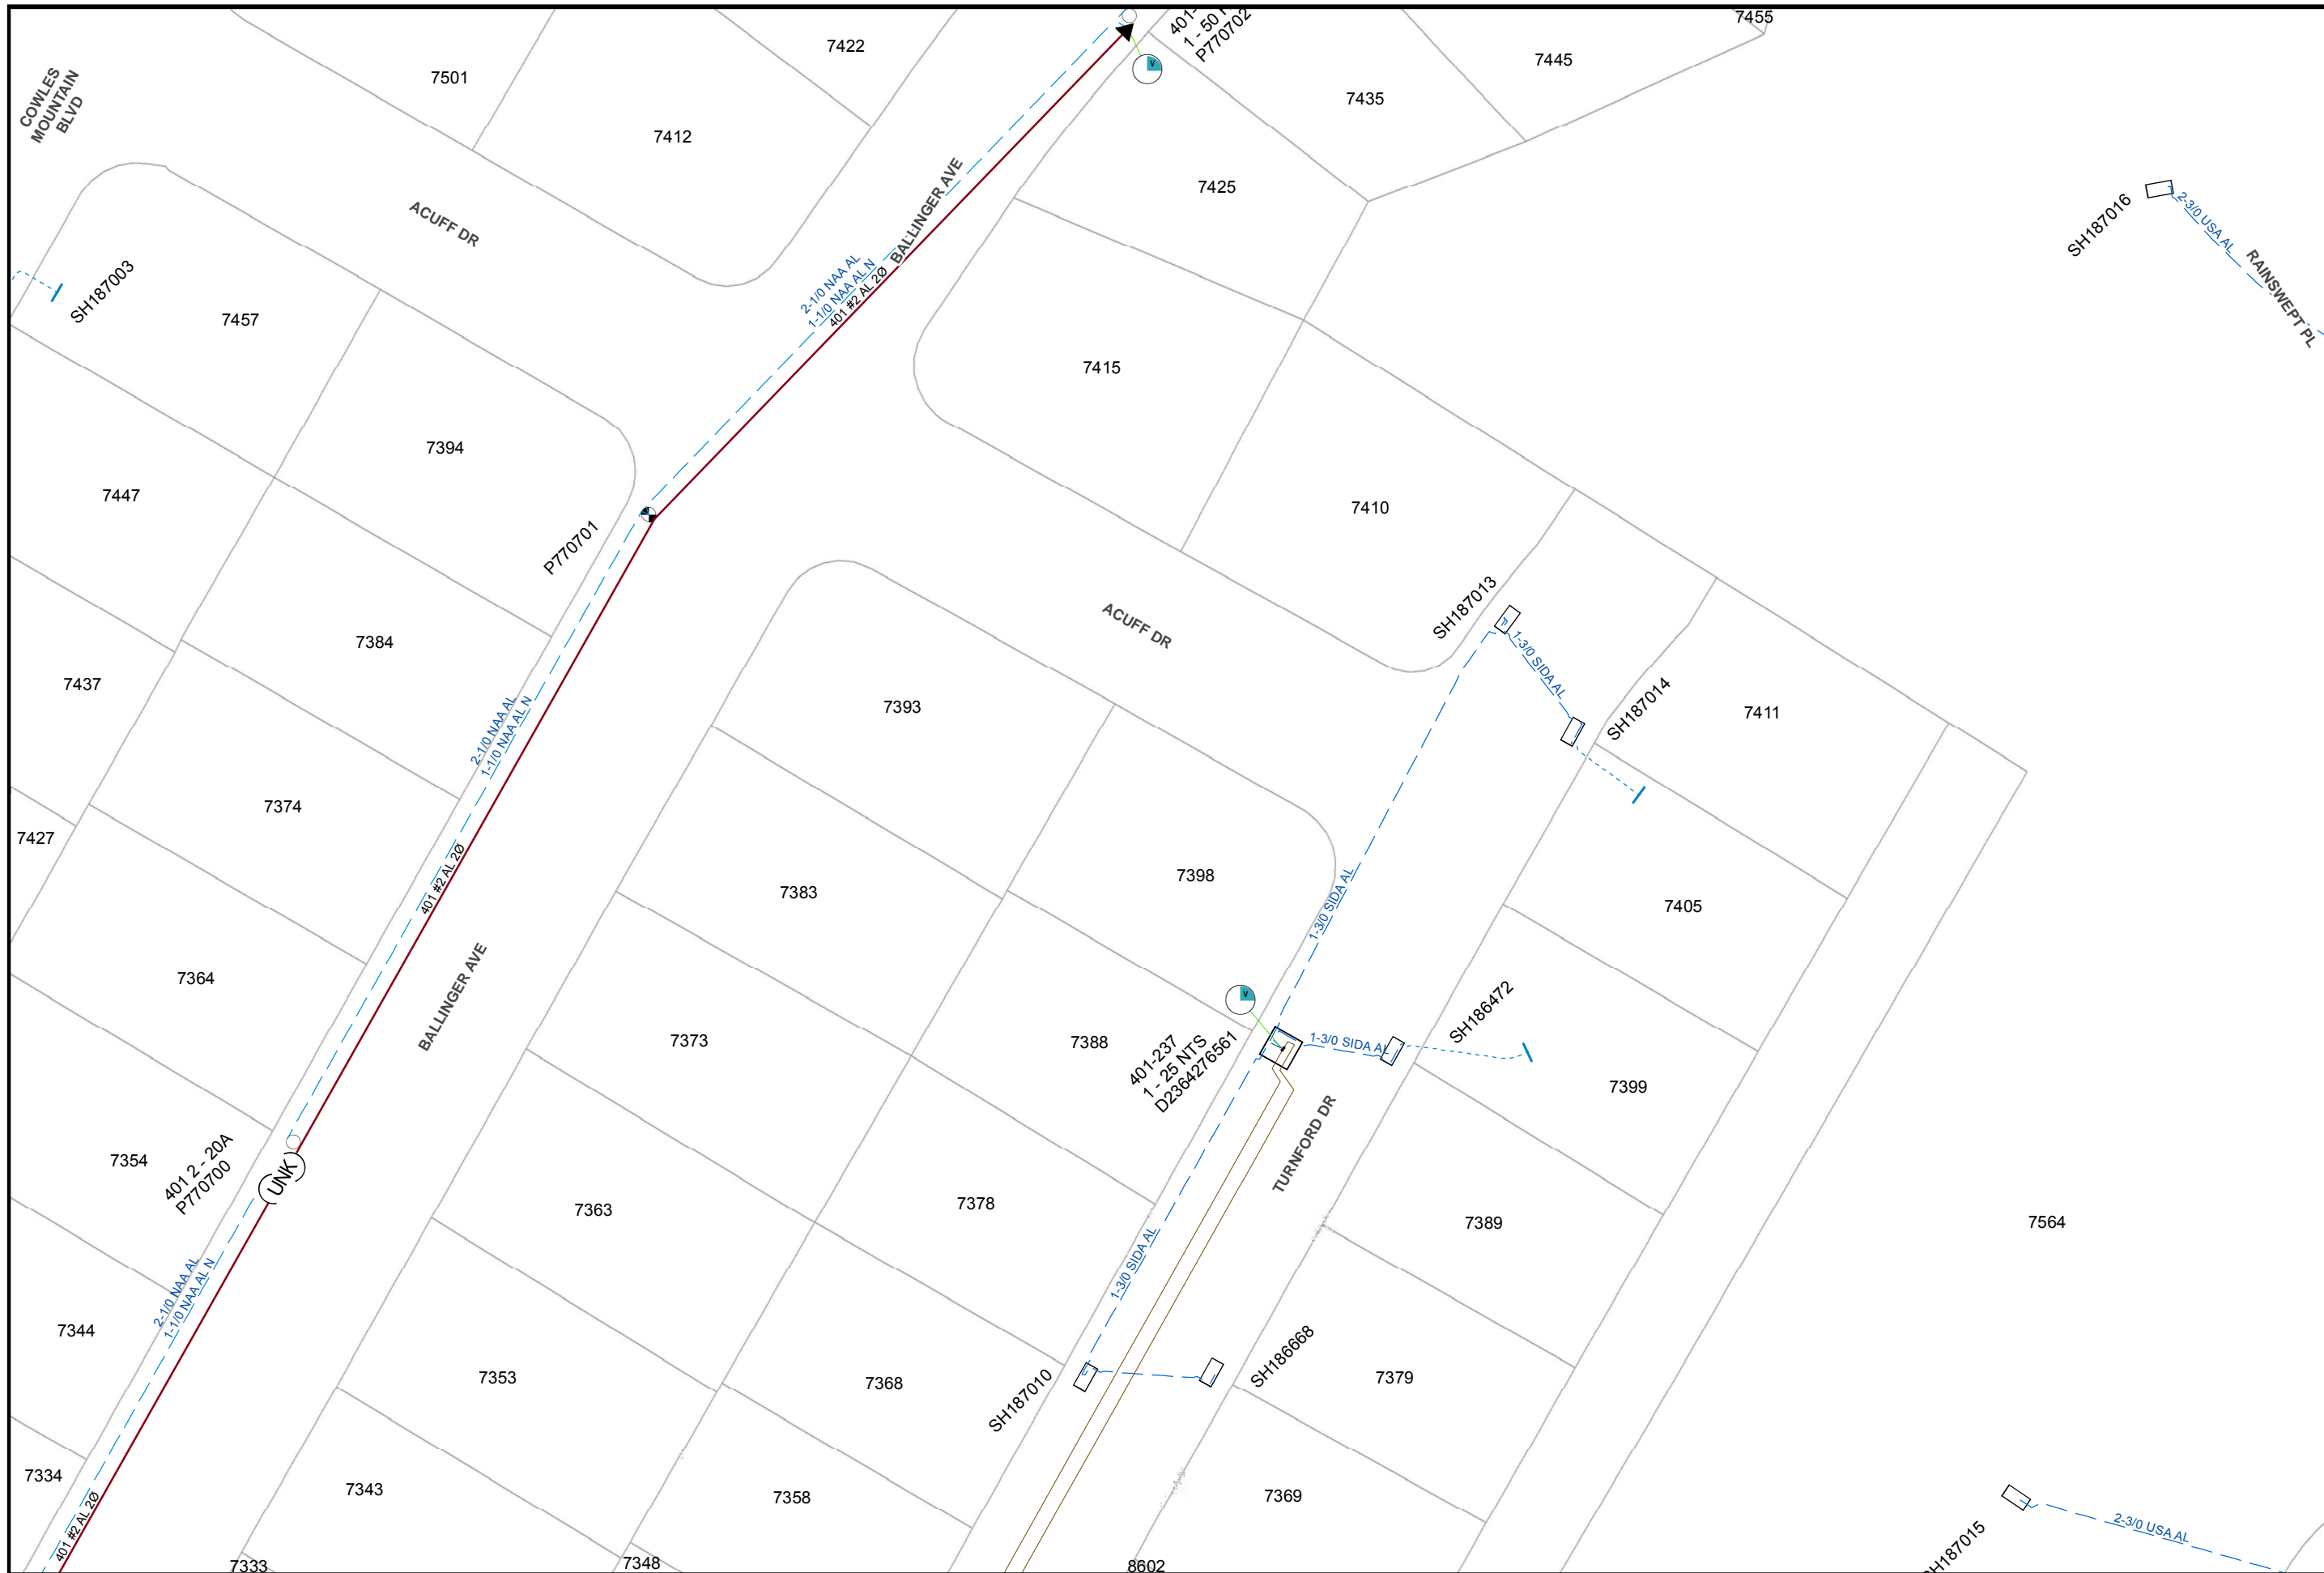 7455
7422
401-
1 - 50
P770702
7445
7501
COWLES
MOUNTAIN
BLVD
7435
V
7412
7425
ACUFF DR
BALLINGER AVE
SH187016
2-3/0 USA AL
RAINSWEPT PL
SH187003
2-1/0 NAA AL
1-1/0 NAA AL N
401 #2 AL 2Ø
7457
7415
7394
7447
7410
P770701
SH187013
ACUFF DR
1-3/0 SIDA AL
7384
7437
SH187014
7393
7411
2-1/0 NAA AL
1-1/0 NAA AL N
7374
7427
401 #2 AL 2Ø
7398
7383
1-3/0 SIDA AL
7405
7364
BALLINGER AVE
V
SH186472
7373
7388
401-237
1 - 25 NTS
D2364276561
1-3/0 SIDA AL
7399
TURNFORD DR
7354
401 2 - 20A
P770700
UNK
7363
7378
7389
7564
2-1/0 NAA AL
1-1/0 NAA AL N
1-3/0 SIDA AL
7344
7353
7368
SH187010
SH186668
7379
7334
7343
7358
7369
401 #2 AL 2Ø
2-3/0 USA AL
SH187015
7333
7348
8602